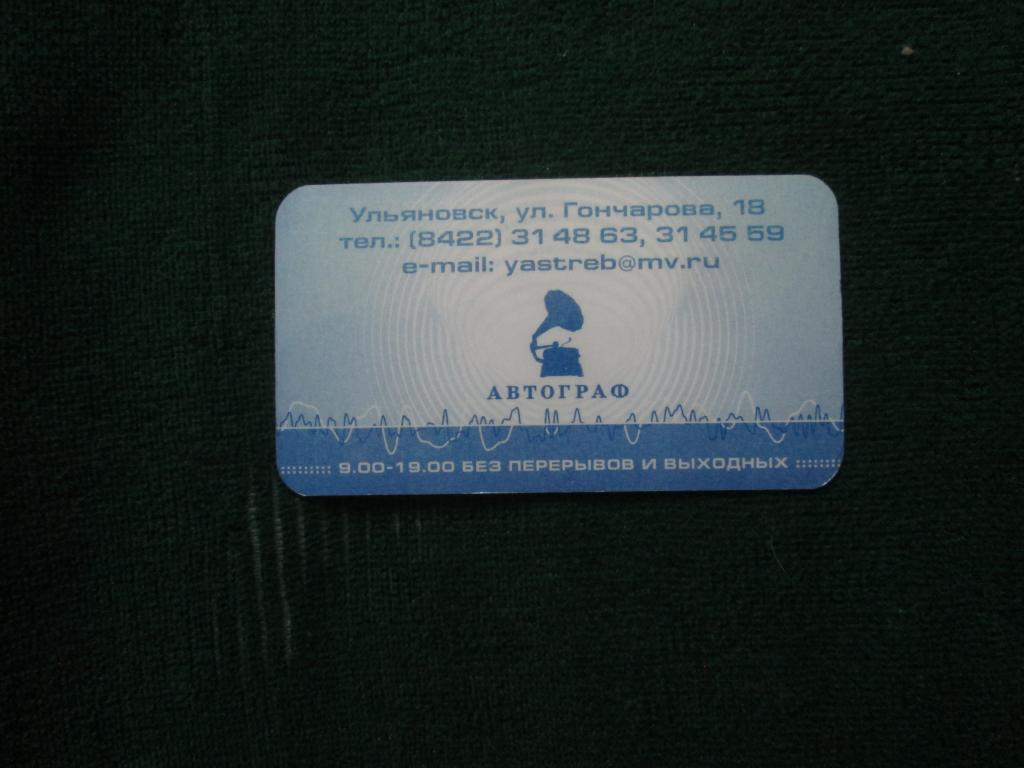 Ульяновск, ул. Гончарова, 18
тел.: (8422) 31 48 63, 31 45 59
e-mail: yastreb@mv.ru
АВТОГРАФ
9.00-19.00 БЕЗ ПЕРЕРЫВОВ И ВЫХОДНЫХ